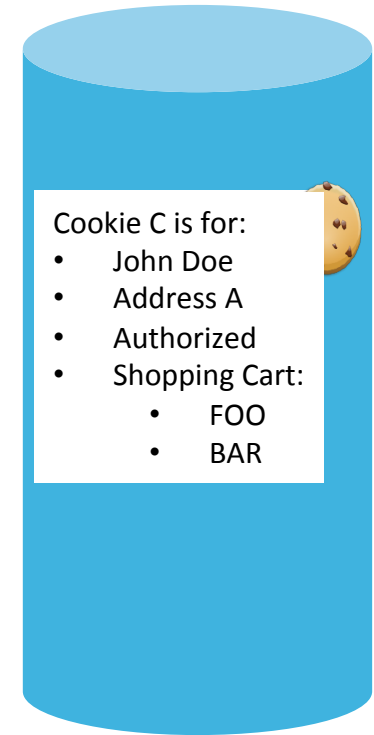 Cookie C is for:
• John Doe
• Address A
• Authorized
• Shopping Cart:
• FOO
• BAR